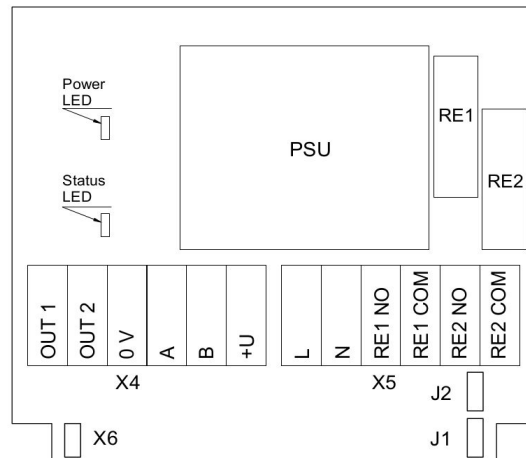 Power
LED
Status
LED
PSU
RE1
RE2
OUT 1
OUT 2
0 V
A
B
+U
L
N
RE1 NO
RE1 COM
RE2 NO
RE2 COM
X4
X5
J2
X6
J1